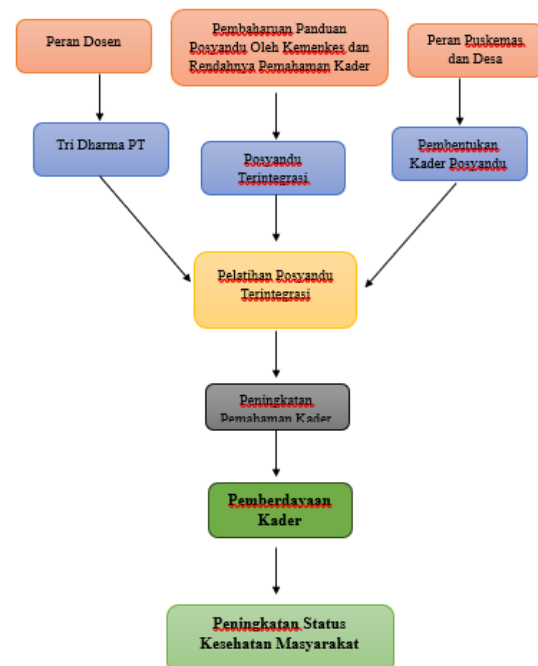 Peran Dosen
Pembaharuan Panduan
Posyandu Oleh Kemenkes dan
Rendahnya Pemahaman Kader
Peran Puskemas
dan Desa
Tri Dharma PT
Posyandu
Terintegrasi
Pembentukan
Kader Posyandu
Pelatihan Posyandu
Terintegrasi
Peningkatan
Pemahaman Kader
Pemberdayaan
Kader
Peningkatan Status
Kesehatan Masyarakat